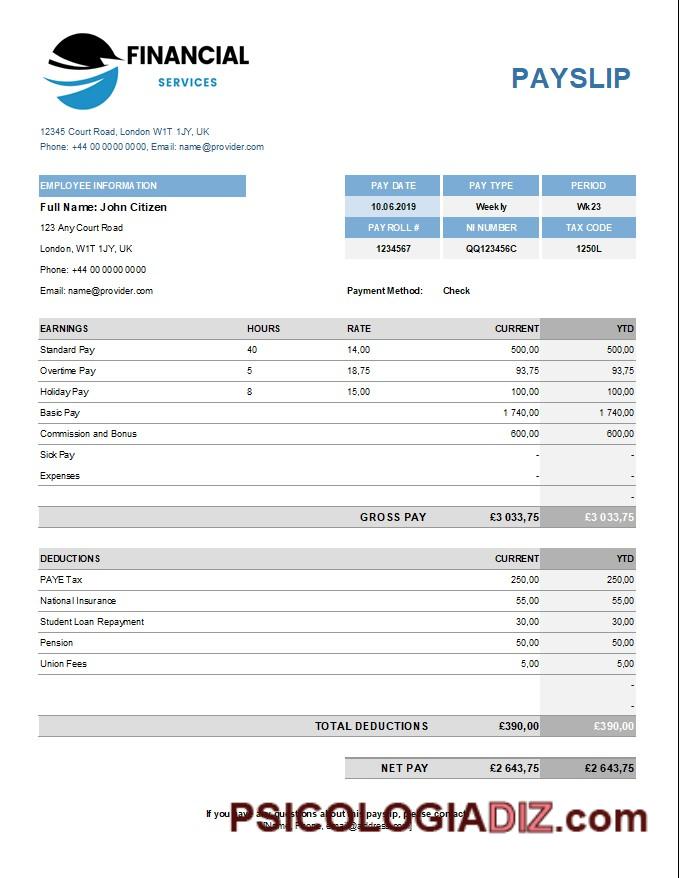 FINANCIAL
SERVICES
PAYSLIP
12345 Court Road, London W1T 1JY, UK
Phone: +44 00 0000 0000, Email: name@provider.com
EMPLOYEE INFORMATION PAY DATE PAY TYPE PERIOD
Full Name: John Citizen 10.06.2019 Weekly Wk23
123 Any Court Road PAYROLL # NI NUMBER TAX CODE
London, W1T 1JY, UK 1234567 QQ123456C 1250L
Phone: +44 00 0000 0000
Email: name@provider.com Payment Method: Check
EARNINGS HOURS RATE CURRENT YTD
Standard Pay 40 14,00 500,00 500,00
Overtime Pay 5 18,75 93,75 93,75
Holiday Pay 8 15,00 100,00 100,00
Basic Pay 1 740,00 1 740,00
Commission and Bonus 600,00 600,00
Sick Pay - -
Expenses - -
-
GROSS PAY £3 033,75 £3 033,75
DEDUCTIONS CURRENT YTD
PAYE Tax 250,00 250,00
National Insurance 55,00 55,00
Student Loan Repayment 30,00 30,00
Pension 50,00 50,00
Union Fees 5,00 5,00
-
-
TOTAL DEDUCTIONS £390,00 £390,00
NET PAY £2 643,75 £2 643,75
If you have any questions about this payslip, please contact
[Name, Phone, email@address.com]
PSICOLOGIADIZ.com